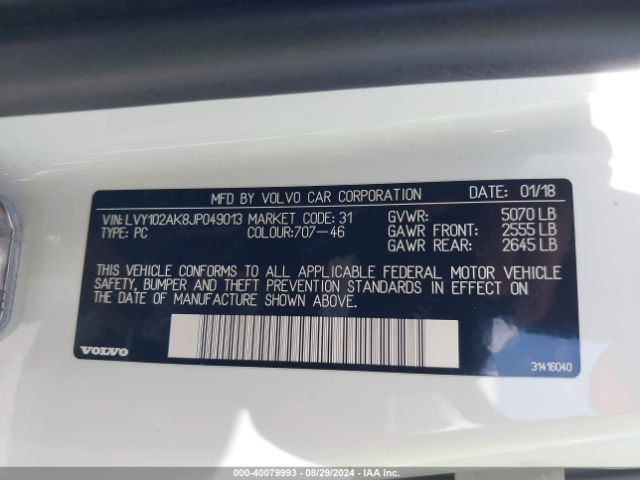 MFD BY VOLVO CAR CORPORATION DATE: 01/18
VIN: LVY102AK8JP049013 MARKET CODE: 31 GVWR: 5070 LB
TYPE: PC COLOUR:707-46 GAWR FRONT: 2555 LB
GAWR REAR: 2645 LB
THIS VEHICLE CONFORMS TO ALL APPLICABLE FEDERAL MOTOR VEHICLE
SAFETY, BUMPER AND THEFT PREVENTION STANDARDS IN EFFECT ON
THE DATE OF MANUFACTURE SHOWN ABOVE.
VOLVO
31416040
000-40079993 - 08/29/2024 - IAA Inc.